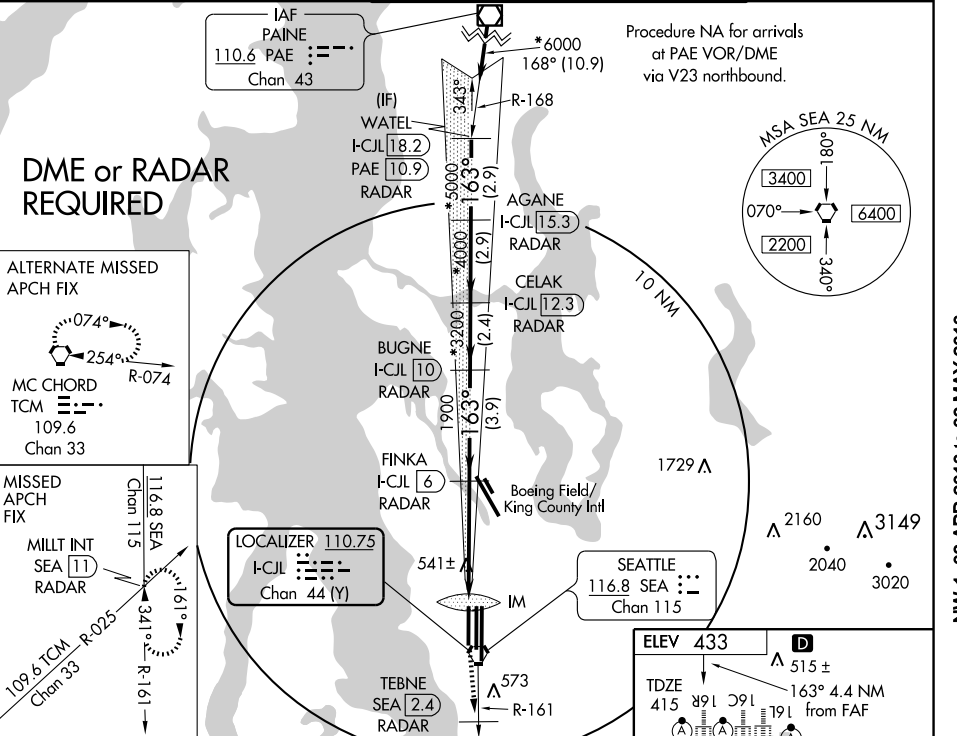 IAF
PAINE
110.6 PAE
Chan 43
*6000
168° (10.9)
Procedure NA for arrivals
at PAE VOR/DME
via V23 northbound.
343°
R-168
(IF)
WATEL
I-CJL 18.2
PAE 10.9
RADAR
DME or RADAR
REQUIRED
*5000
163°
(2.9)
MSA SEA 25 NM
180°
3400
070°
6400
2200
340°
AGANE
I-CJL 15.3
RADAR
*4000
(2.9)
ALTERNATE MISSED
APCH FIX
074°
254°
R-074
MC CHORD
TCM
109.6
Chan 33
CELAK
I-CJL 12.3
RADAR
10 NM
*3200
(2.4)
BUGNE
I-CJL 10
RADAR
1900
163°
(3.9)
FINKA
I-CJL 6
RADAR
Boeing Field/
King County Intl
1729
2160
3149
2040
3020
MISSED
APCH
FIX
116.8 SEA
Chan 115
MILLT INT
SEA 11
RADAR
161°
341°
R-161
109.6 TCM
Chan 33
R-025
LOCALIZER 110.75
I-CJL
Chan 44 (Y)
541±
IM
SEATTLE
116.8 SEA
Chan 115
TEBNE
SEA 2.4
RADAR
573
R-161
ELEV 433
D
515 ±
TDZE
415
163° 4.4 NM
from FAF
16R
16C
16L
A
A
A